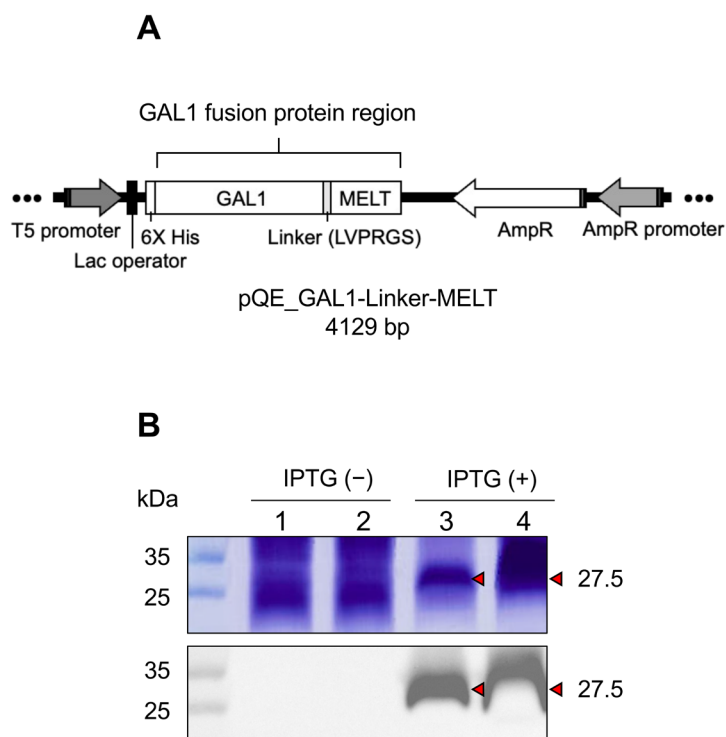 A
GAL1 fusion protein region
GAL1
MELT
T5 promoter
6X His
Linker (LVPRGS)
AmpR
AmpR promoter
Lac operator
pQE_GAL1-Linker-MELT
4129 bp
B
IPTG (−)
IPTG (+)
kDa
1 2 3 4
35
25
27.5
35
25
27.5